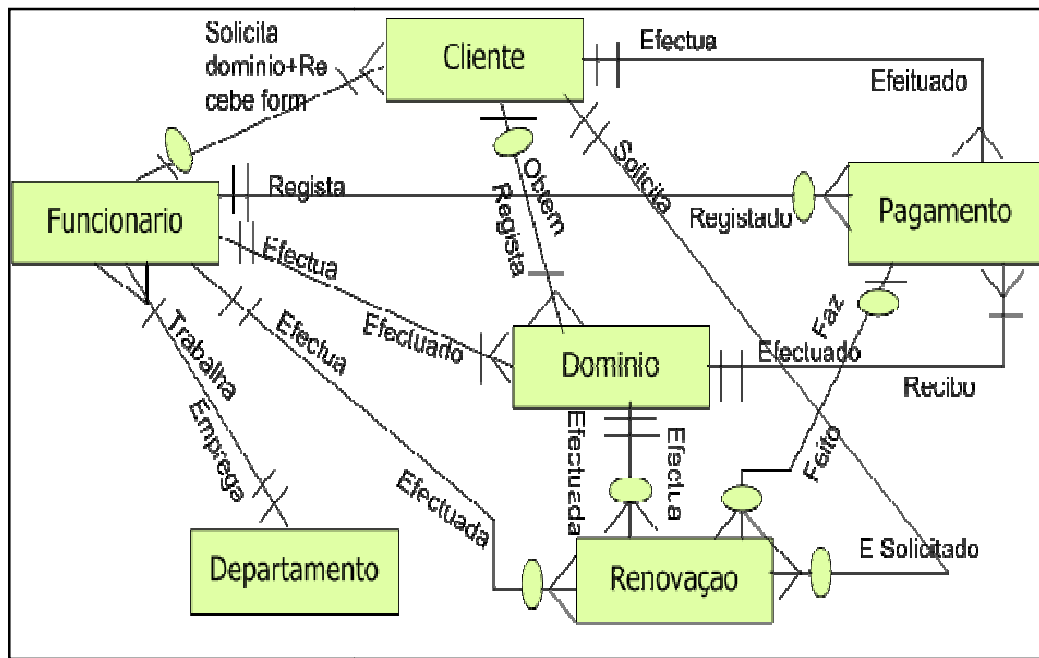 Solicita
dominio+Re
cebe form
Cliente
Efectua
Efeituado
Solicita
Obtem
Regista
Funcionario
Regista
Registado
Pagamento
Efectua
Efectuado
Dominio
Efectuado
Recibo
Faz
Feito
Efectua
Efectuada
Trabalha
Emprega
Efectuada
Efectua
Departamento
Renovaçao
E Solicitado